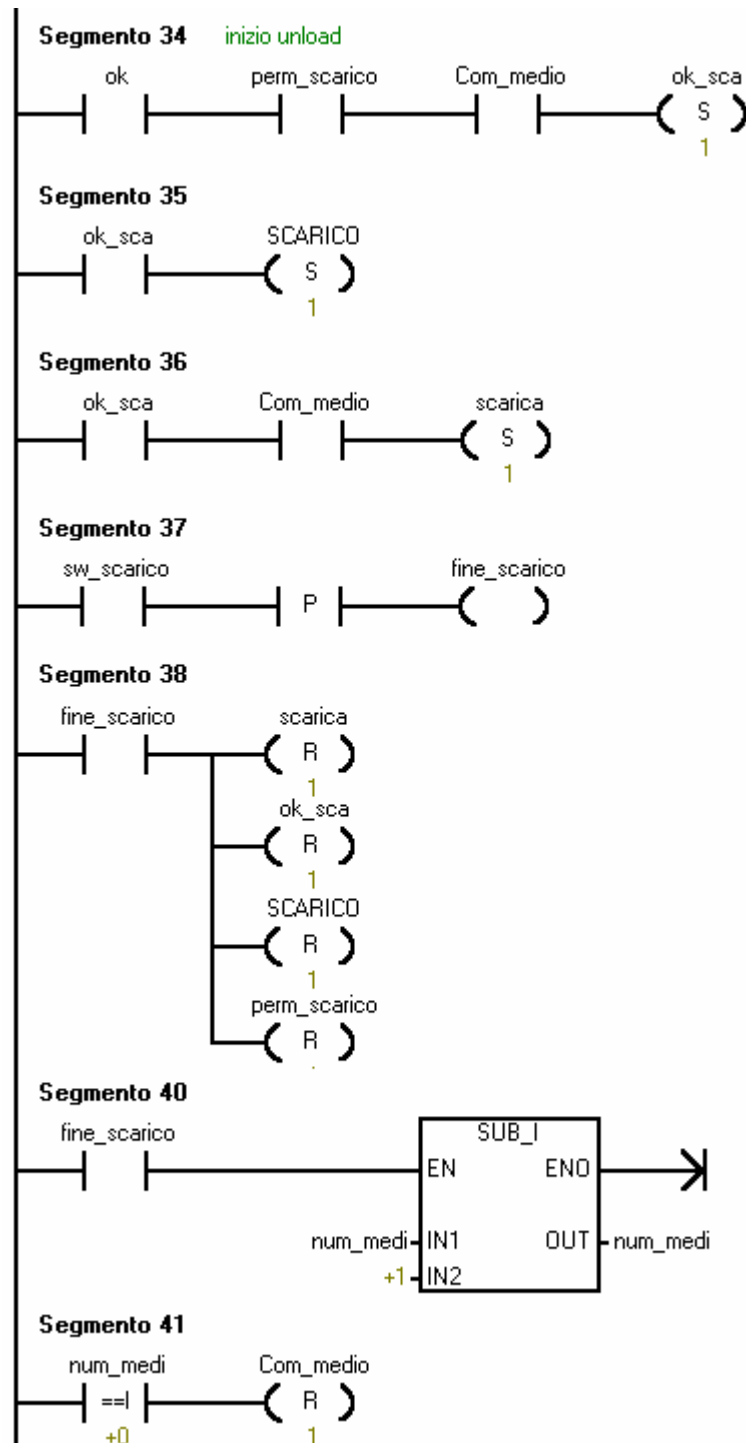 Segmento 34 inizio unload
ok perm_scarico Com_medio ok_sca
S
1
Segmento 35
ok_sca SCARICO
S
1
Segmento 36
ok_sca Com_medio scarica
S
1
Segmento 37
sw_scarico fine_scarico
P
Segmento 38
fine_scarico scarica
R
1
ok_sca
R
1
SCARICO
R
1
perm_scarico
R
Segmento 40
fine_scarico SUB_I
EN ENO
num_medi IN1 OUT num_medi
+1 IN2
Segmento 41
num_medi Com_medio
==I R
+0 1